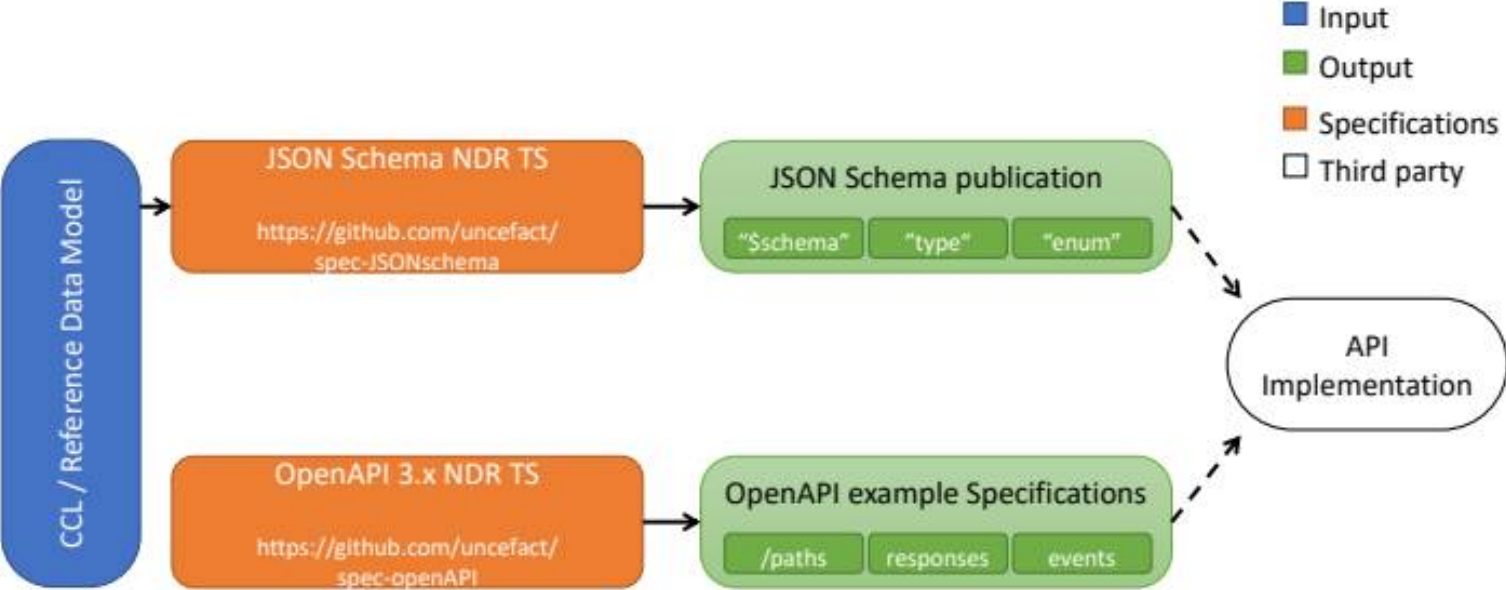 Input
Output
Specifications
Third party
CCL / Reference Data Model
JSON Schema NDR TS
https://github.com/uncefact/
spec-JSONschema
JSON Schema publication
"$schema"
"type"
"enum"
API
Implementation
OpenAPI 3.x NDR TS
https://github.com/uncefact/
spec-openAPI
OpenAPI example Specifications
/paths
responses
events